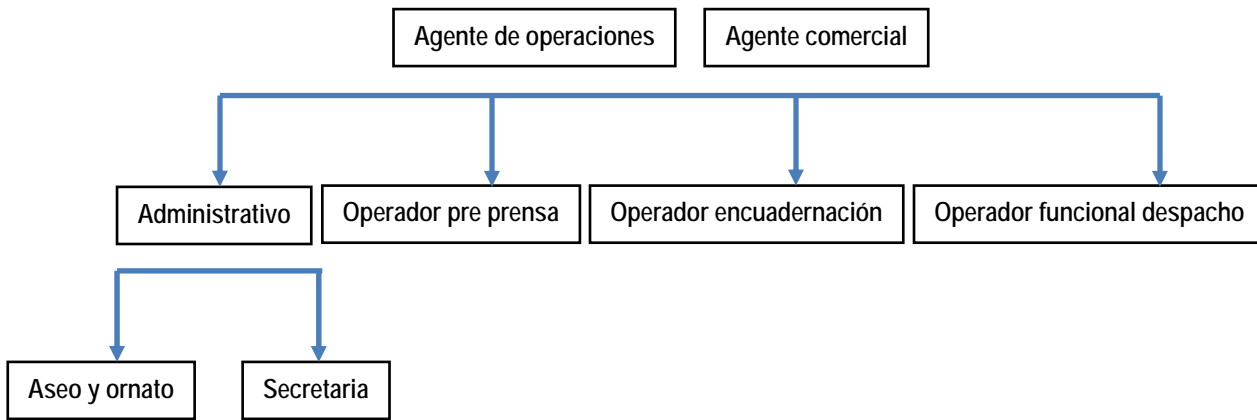 Agente de operaciones
Agente comercial
Administrativo
Operador pre prensa
Operador encuadernación
Operador funcional despacho
Aseo y ornato
Secretaria